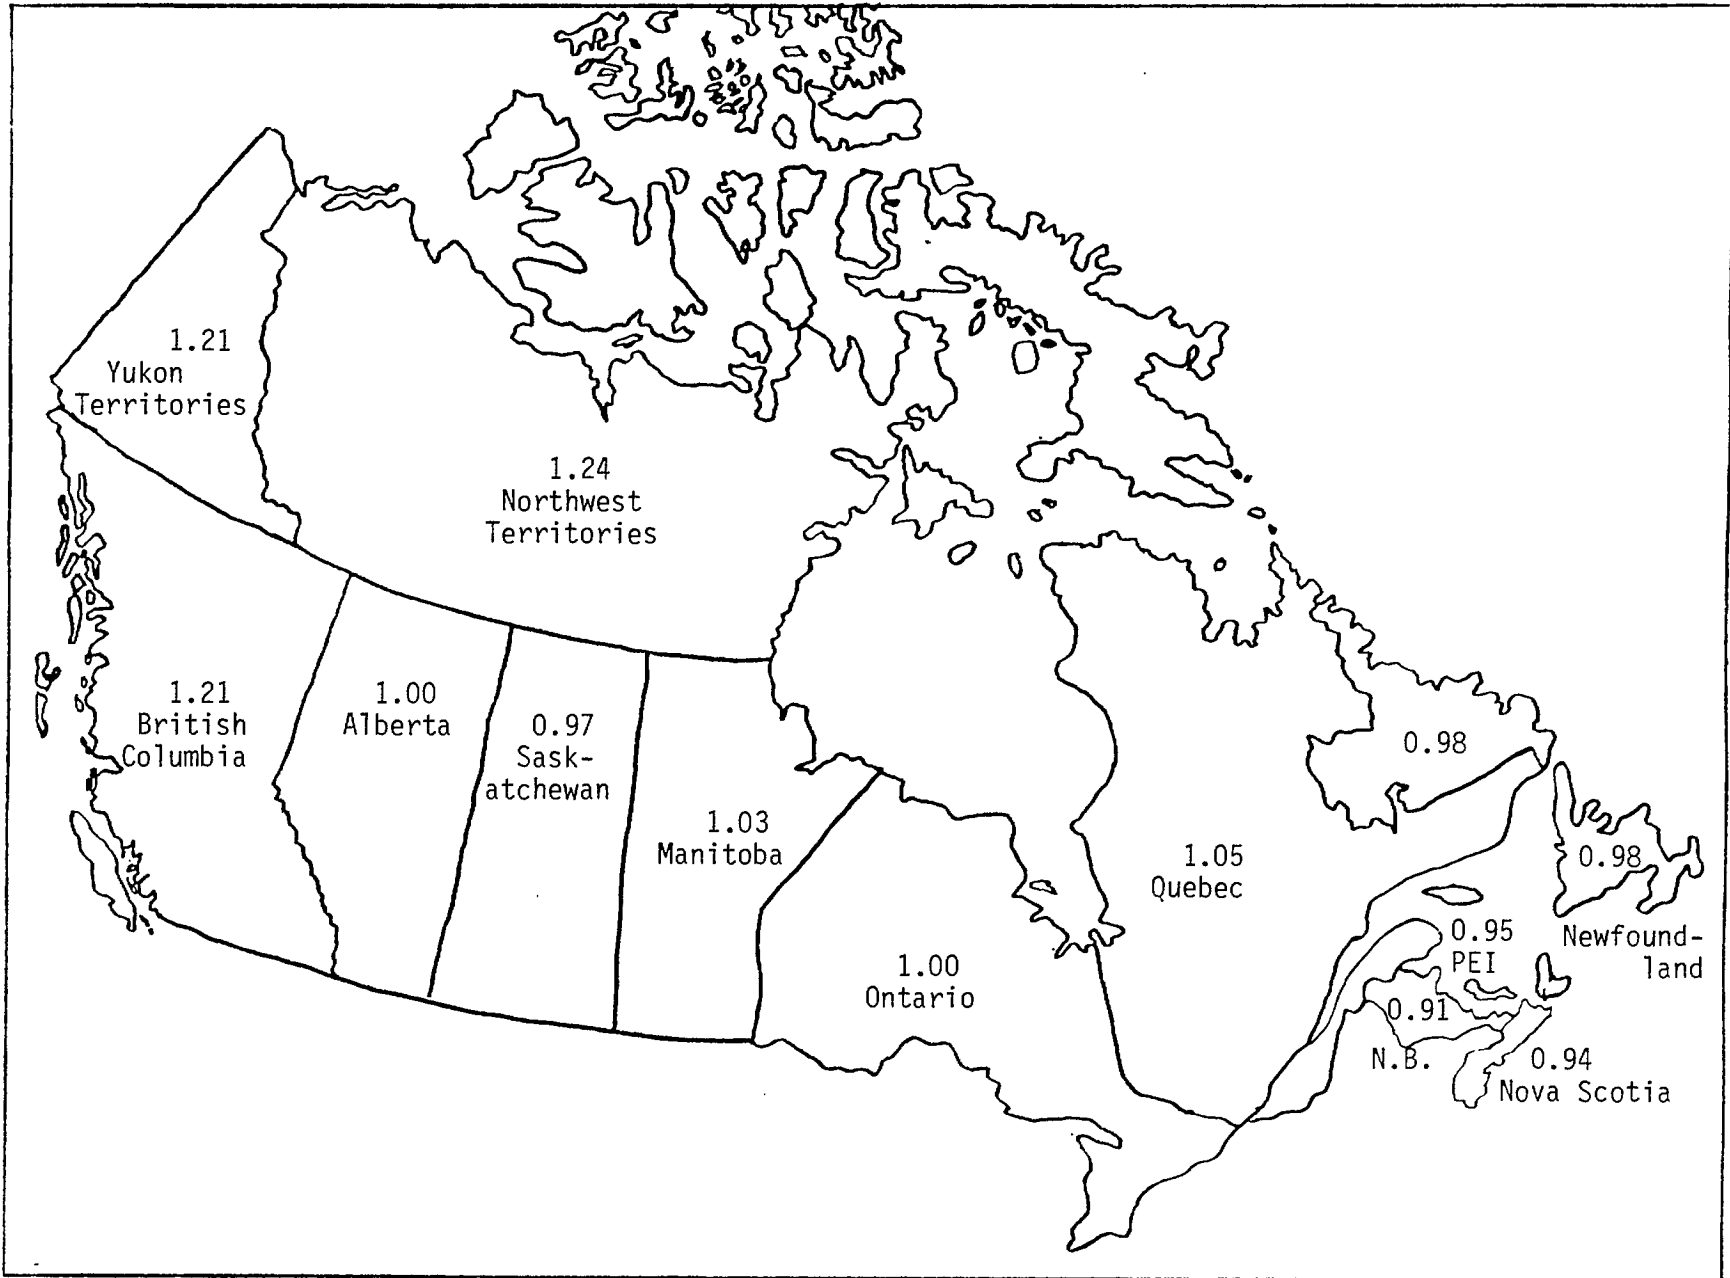 1.21
Yukon
Territories
1.24
Northwest
Territories
1.21
British
Columbia
1.00
Alberta
0.97
Sask-
atchewan
1.03
Manitoba
1.00
Ontario
1.05
Quebec
0.98
0.98
Newfound-
land
0.95
PEI
0.91
N.B.
0.94
Nova Scotia